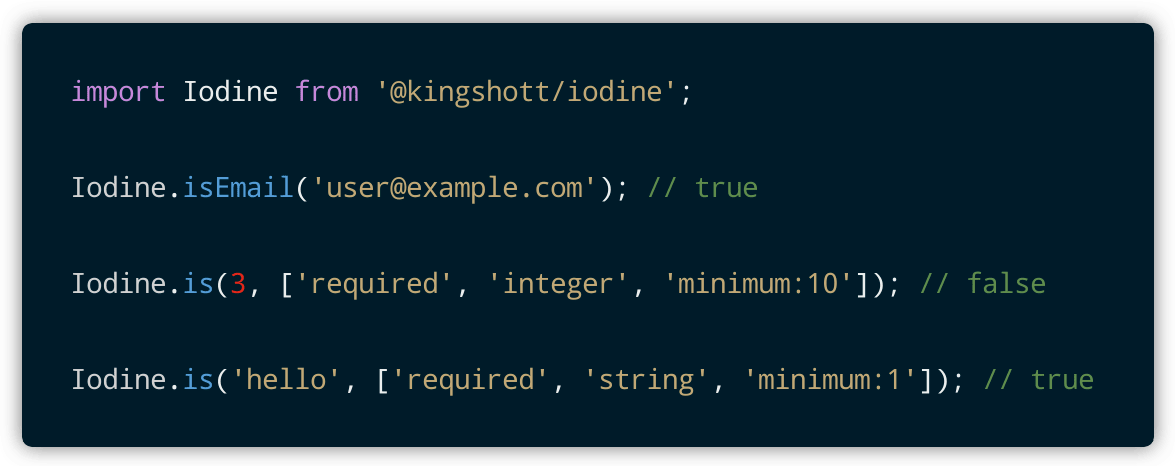 import Iodine from '@kingshott/iodine';
Iodine.isEmail('user@example.com'); // true
Iodine.is(3, ['required', 'integer', 'minimum:10']); // false
Iodine.is('hello', ['required', 'string', 'minimum:1']); // true